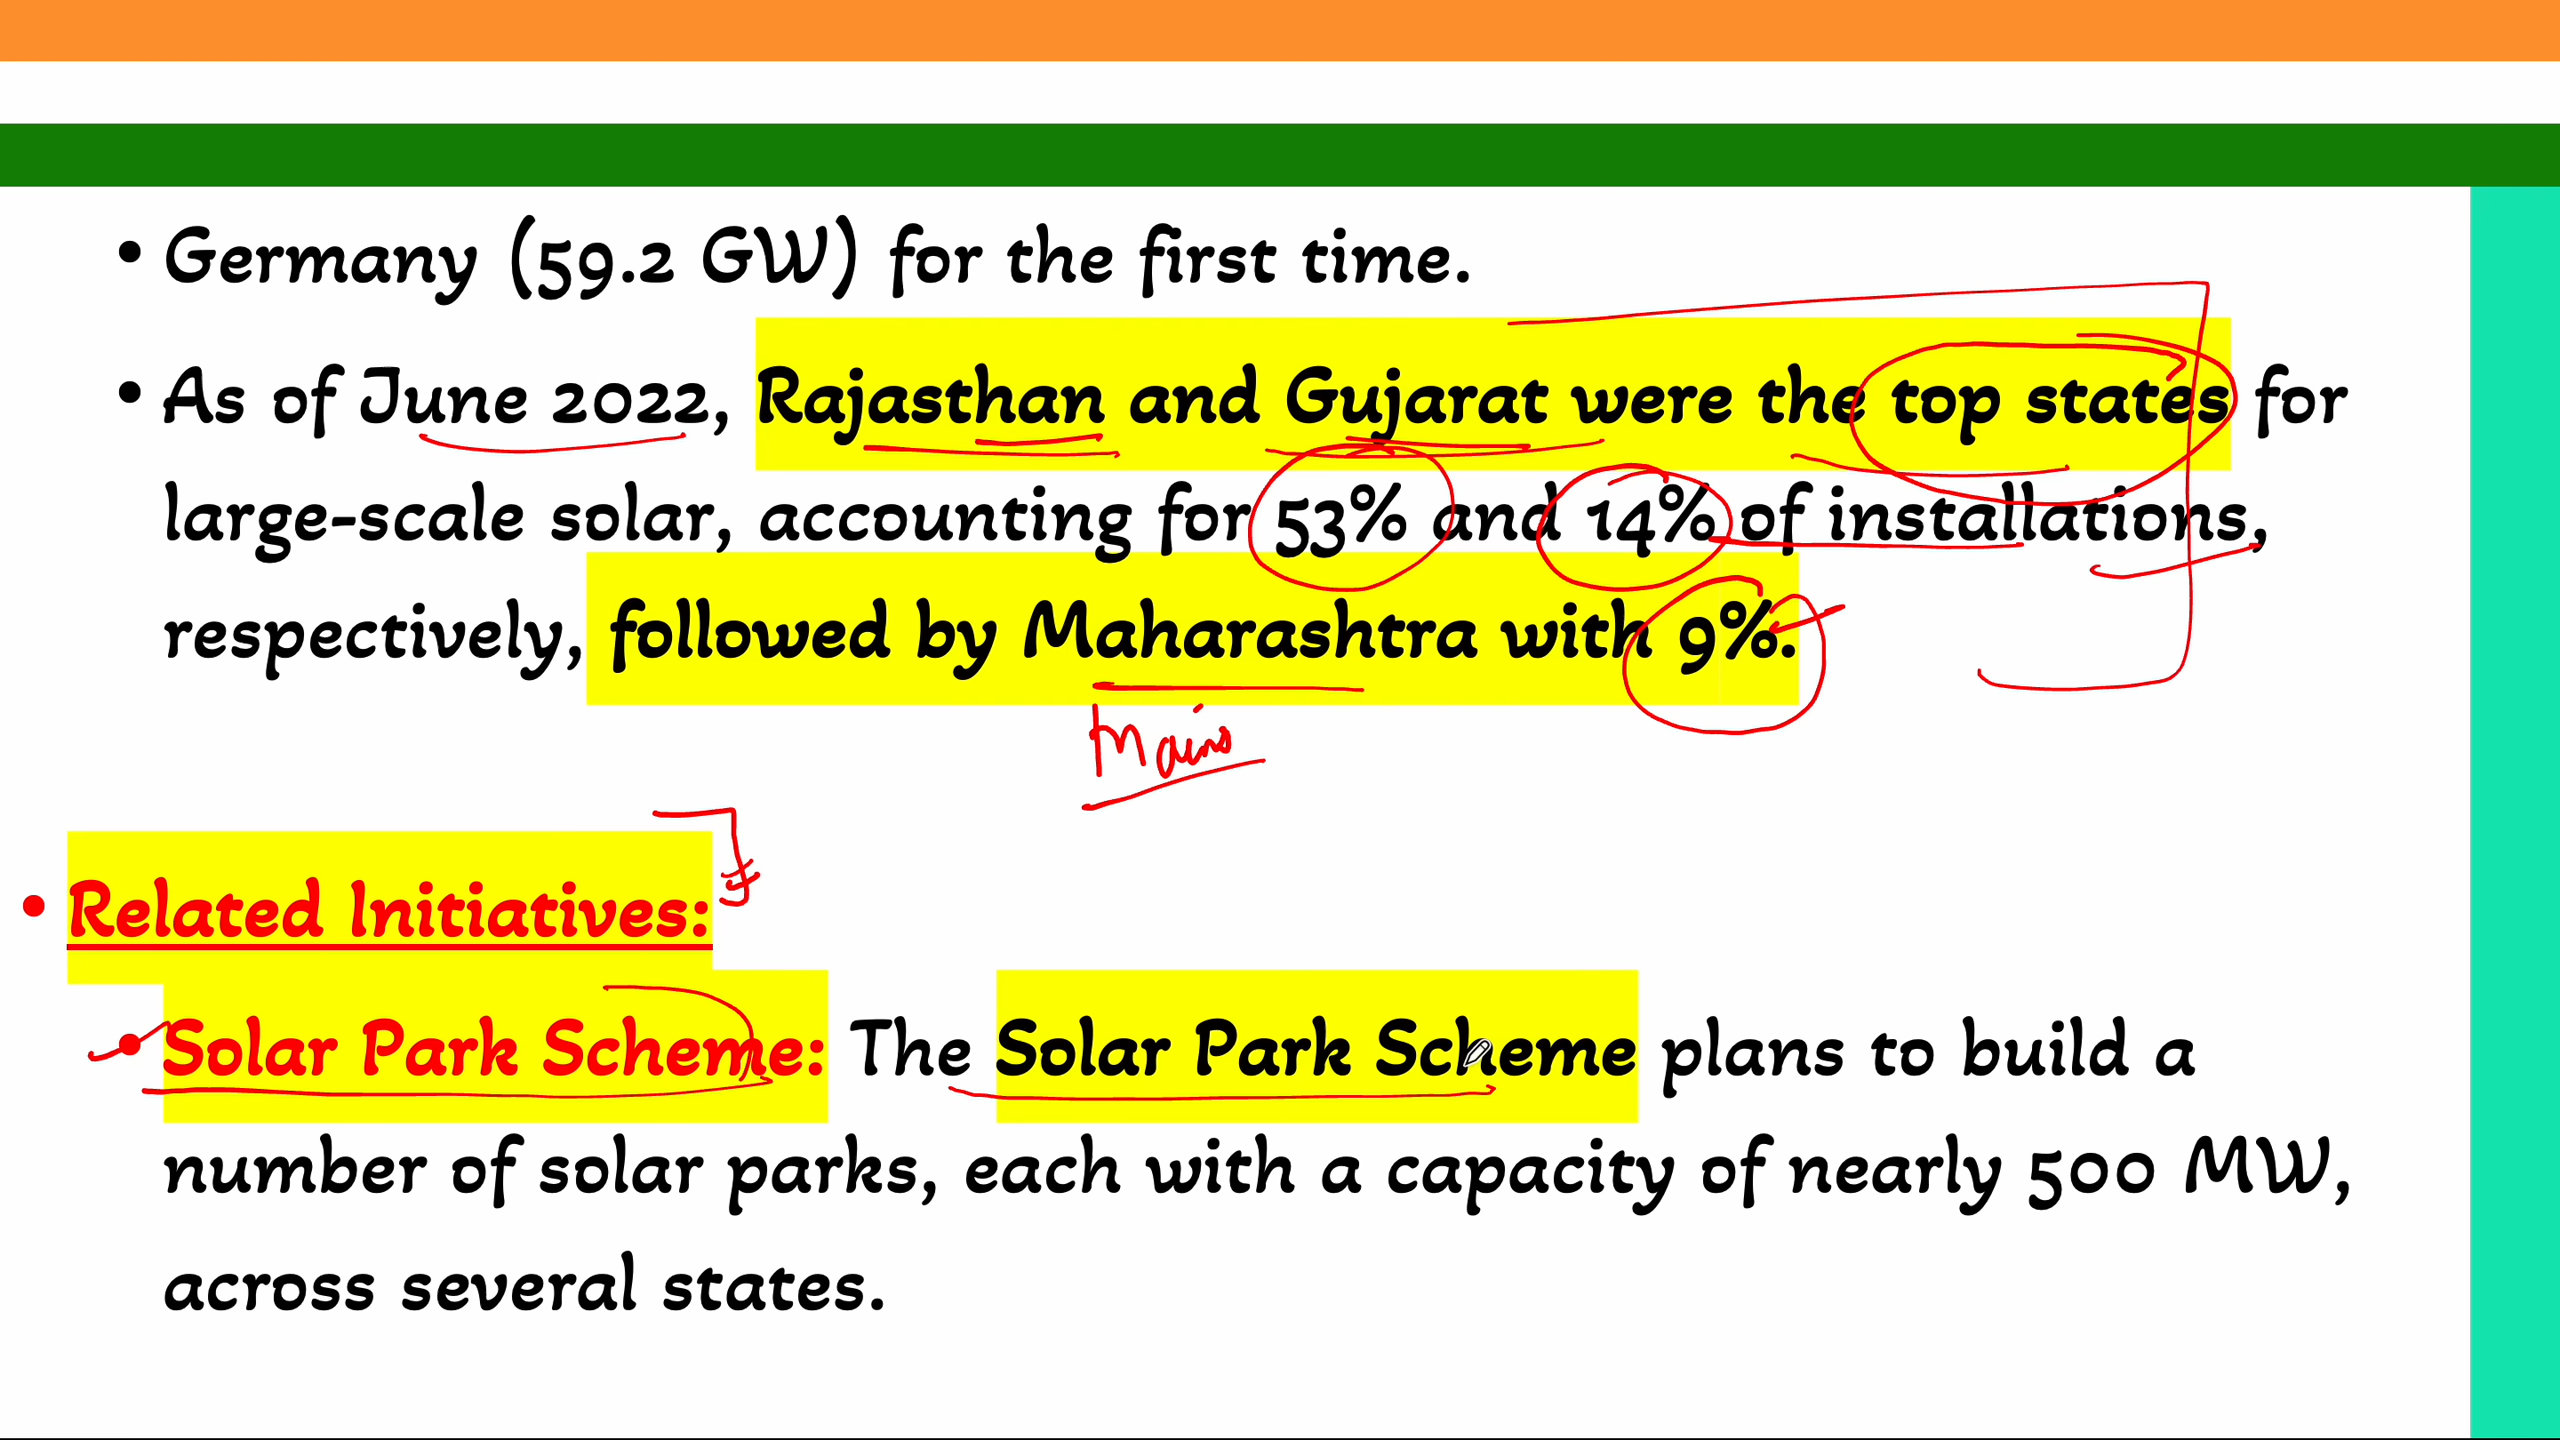 • Germany (59.2 GW) for the first time.
• As of June 2022, Rajasthan and Gujarat were the top states for
large-scale solar, accounting for 53% and 14% of installations,
respectively, followed by Maharashtra with 9%.
Mains
• Related Initiatives:
• Solar Park Scheme: The Solar Park Scheme plans to build a
number of solar parks, each with a capacity of nearly 500 MW,
across several states.